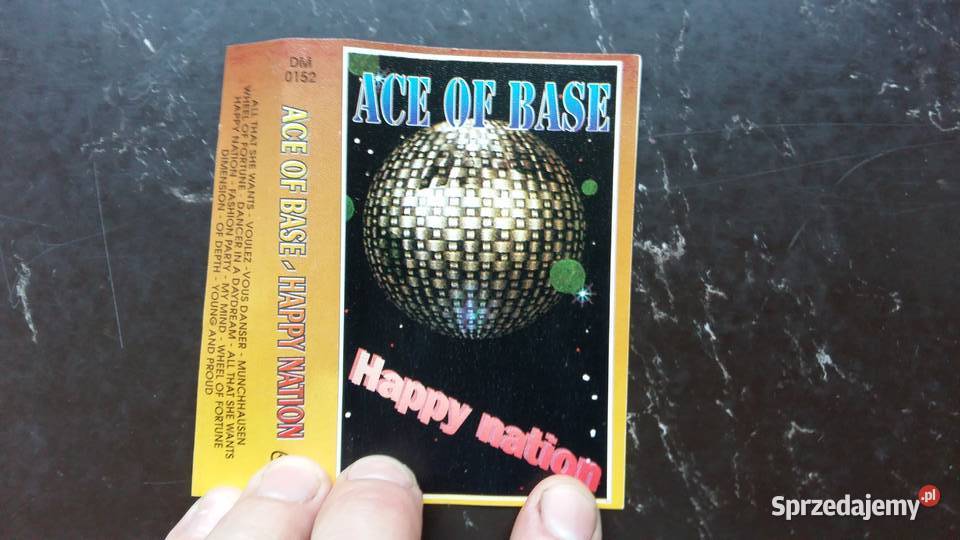 DM
0152
ALL THAT SHE WANTS - VOULEZ -VOUS DANSER - MUNCHHAUSEN
WHEEL OF FORTUNE - DANCER IN A DAYDREAM - ALL THAT SHE WANTS
HAPPY NATION - FASHION PARTY - MY MIND - WHEEL OF FORTUNE
DIMENSION - OF DEPTH - YOUNG AND PROUD
ACE OF BASE - HAPPY NATION
ACE OF BASE
Happy nation
Sprzedajemy.pl